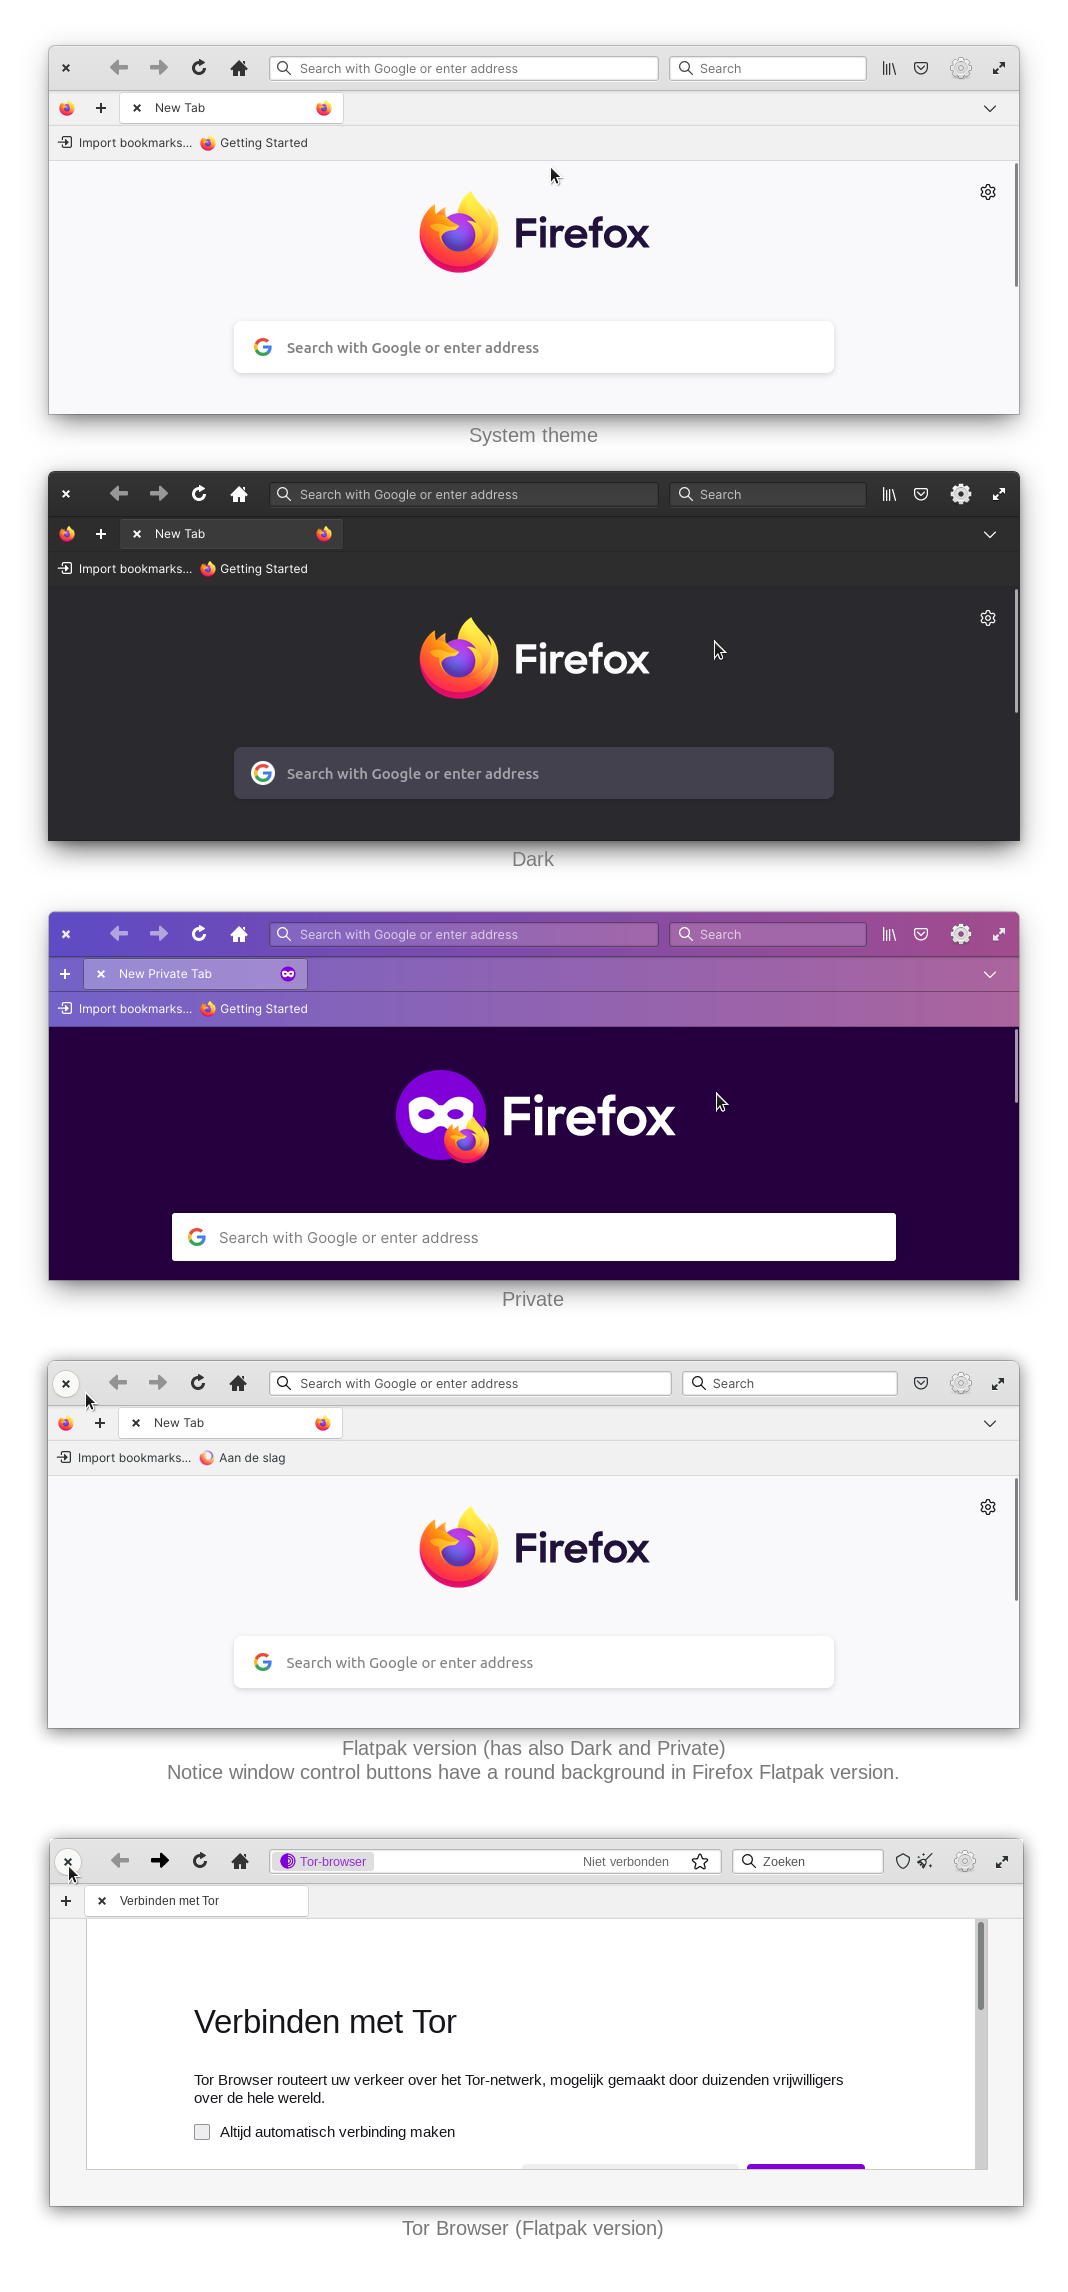 Search with Google or enter address
Search
New Tab
Import bookmarks...
Getting Started
Firefox
Search with Google or enter address
System theme
Search with Google or enter address
Search
New Tab
Import bookmarks...
Getting Started
Firefox
Search with Google or enter address
Dark
Search with Google or enter address
Search
New Private Tab
Import bookmarks...
Getting Started
Firefox
Search with Google or enter address
Private
Search with Google or enter address
Search
New Tab
Import bookmarks...
Aan de slag
Firefox
Search with Google or enter address
Flatpak version (has also Dark and Private)
Notice window control buttons have a round background in Firefox Flatpak version.
Tor-browser
Niet verbonden
Zoeken
Verbinden met Tor
Verbinden met Tor
Tor Browser routeert uw verkeer over het Tor-netwerk, mogelijk gemaakt door duizenden vrijwilligers
over de hele wereld.
Altijd automatisch verbinding maken
Tor Browser (Flatpak version)